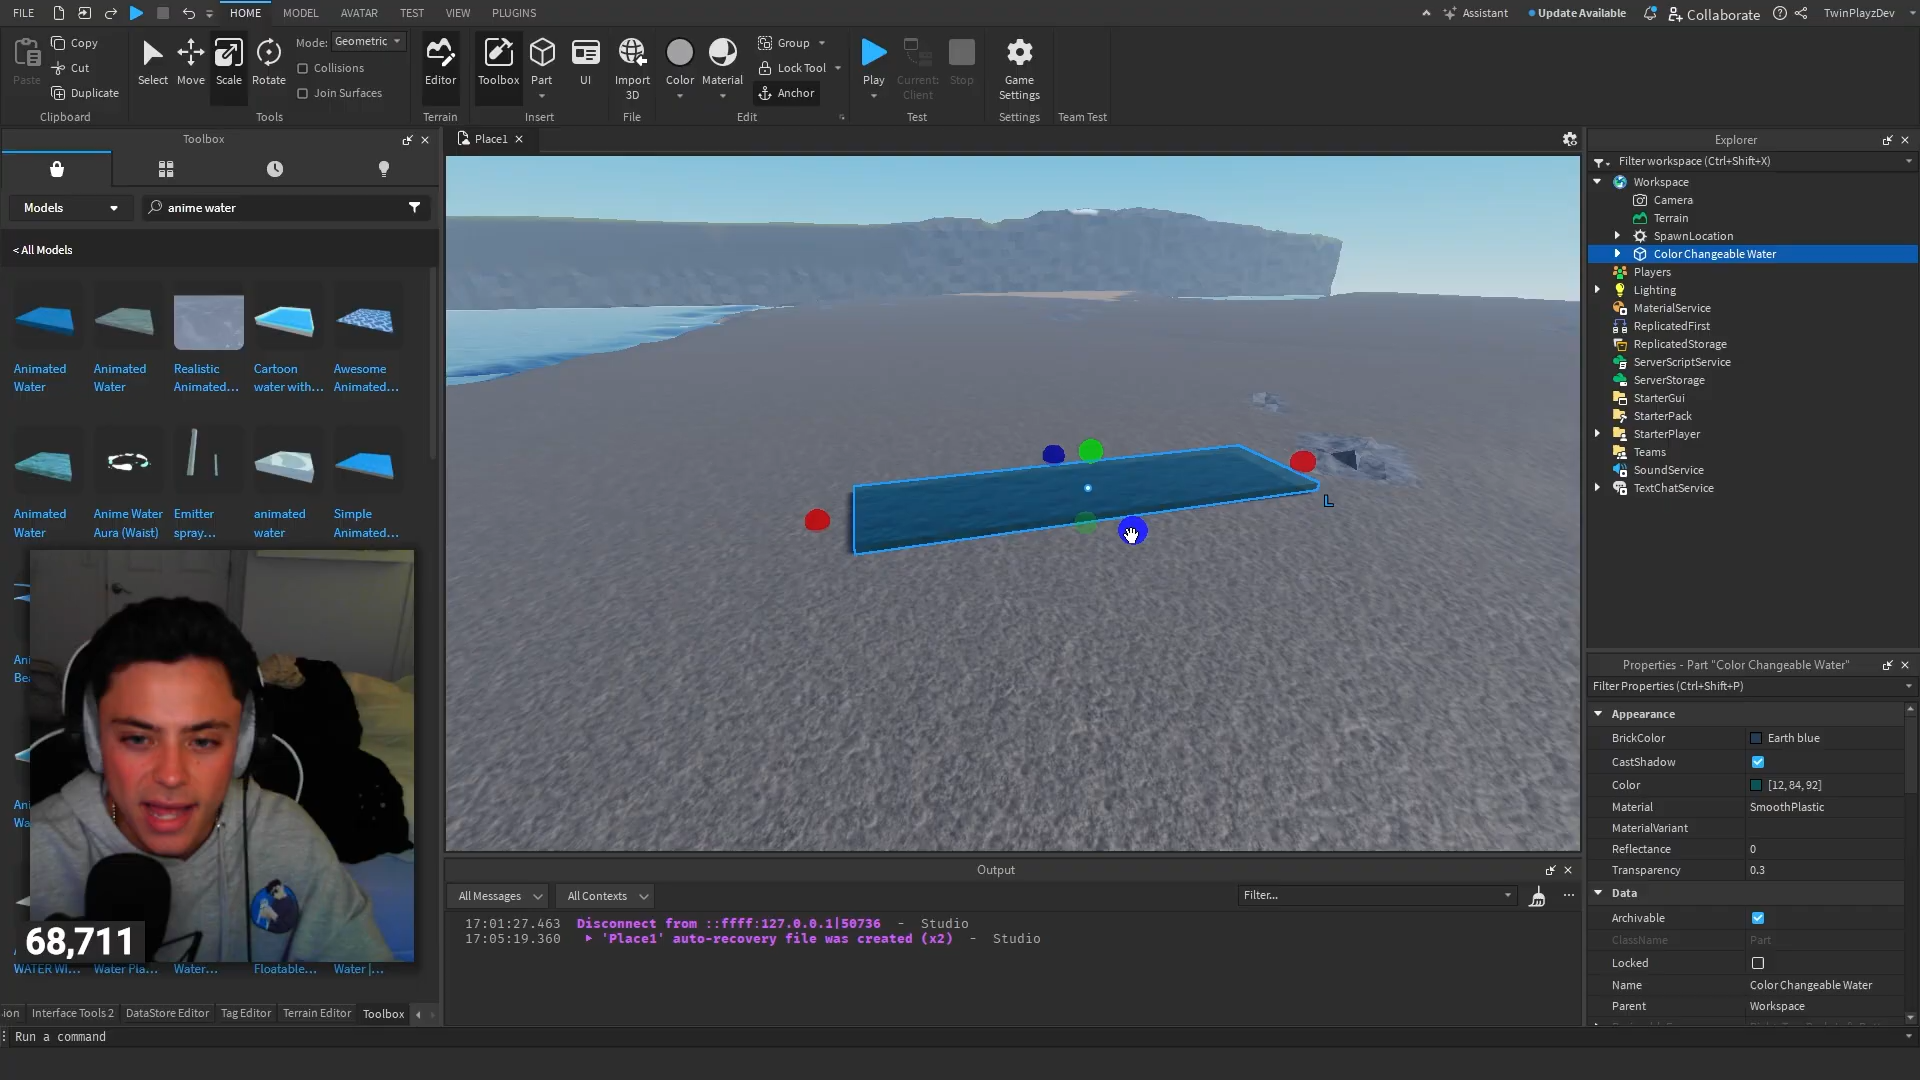 FILE
HOME
MODEL
AVATAR
TEST
VIEW
PLUGINS
Assistant
Update Available
Collaborate
TwinPlayzDev
Paste
Copy
Cut
Duplicate
Clipboard
Select
Move
Scale
Rotate
Mode: Geometric
Collisions
Join Surfaces
Tools
Editor
Terrain
Toolbox
Part
UI
Insert
Import
3D
File
Color
Material
Group
Lock Tool
Anchor
Edit
Play
Current:
Client
Stop
Test
Game
Settings
Settings
Team Test
Toolbox
Models
anime water
< All Models
Animated
Water
Animated
Water
Realistic
Animated...
Cartoon
water with...
Awesome
Animated...
Animated
Water
Anime Water
Aura (Waist)
Emitter
spray...
animated
water
Simple
Animated...
Ani
Bea
Ani
Wa
68,711
WATER Wi...
Water Pla...
Water...
Floatable...
Water |...
ion
Interface Tools 2
DataStore Editor
Tag Editor
Terrain Editor
Toolbox
Run a command
Place1
L
Output
All Messages
All Contexts
Filter...
17:01:27.463 Disconnect from ::ffff:127.0.0.1|50736 - Studio
17:05:19.360 'Place1' auto-recovery file was created (x2) - Studio
Explorer
Filter workspace (Ctrl+Shift+X)
Workspace
Camera
Terrain
SpawnLocation
Color Changeable Water
Players
Lighting
MaterialService
ReplicatedFirst
ReplicatedStorage
ServerScriptService
ServerStorage
StarterGui
StarterPack
StarterPlayer
Teams
SoundService
TextChatService
Properties - Part "Color Changeable Water"
Filter Properties (Ctrl+Shift+P)
Appearance
BrickColor Earth blue
CastShadow
Color [12, 84, 92]
Material SmoothPlastic
MaterialVariant
Reflectance 0
Transparency 0.3
Data
Archivable
ClassName Part
Locked
Name Color Changeable Water
Parent Workspace